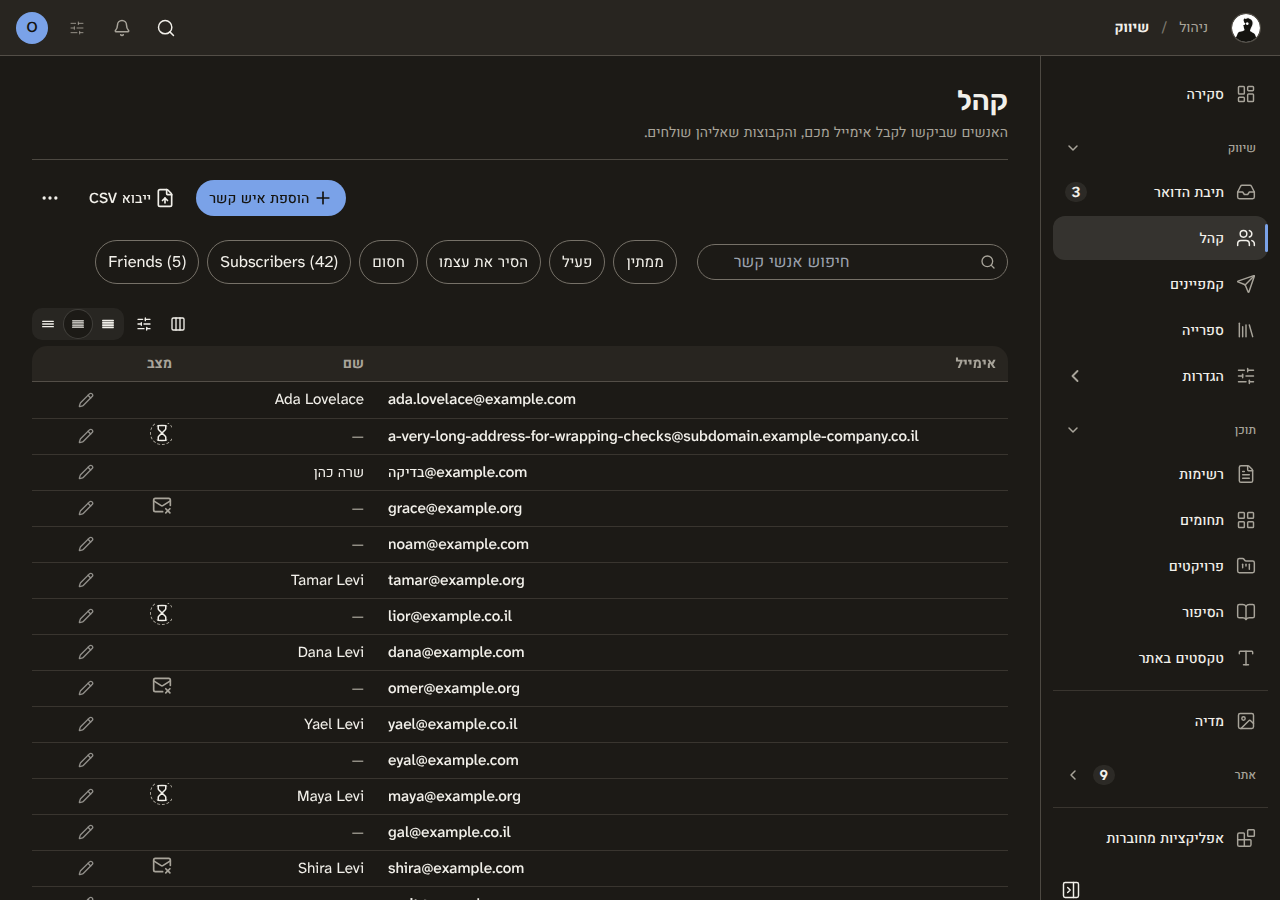 ניהול / שיווק
O
סקירה
שיווק
תיבת הדואר 3
קהל
קמפיינים
ספרייה
הגדרות
תוכן
רשימות
תחומים
פרויקטים
הסיפור
טקסטים באתר
מדיה
אתר 9
אפליקציות מחוברות
קהל
האנשים שביקשו לקבל אימייל מכם, והקבוצות שאליהן שולחים.
הוספת איש קשר
ייבוא CSV
חיפוש אנשי קשר
ממתין
פעיל
הסיר את עצמו
חסום
Subscribers (42)
Friends (5)
אימייל שם מצב
ada.lovelace@example.com Ada Lovelace
a-very-long-address-for-wrapping-checks@subdomain.example-company.co.il —
בדיקה@example.com שרה כהן
grace@example.org —
noam@example.com —
tamar@example.org Tamar Levi
lior@example.co.il —
dana@example.com Dana Levi
omer@example.org —
yael@example.co.il Yael Levi
eyal@example.com —
maya@example.org Maya Levi
gal@example.co.il —
shira@example.com Shira Levi